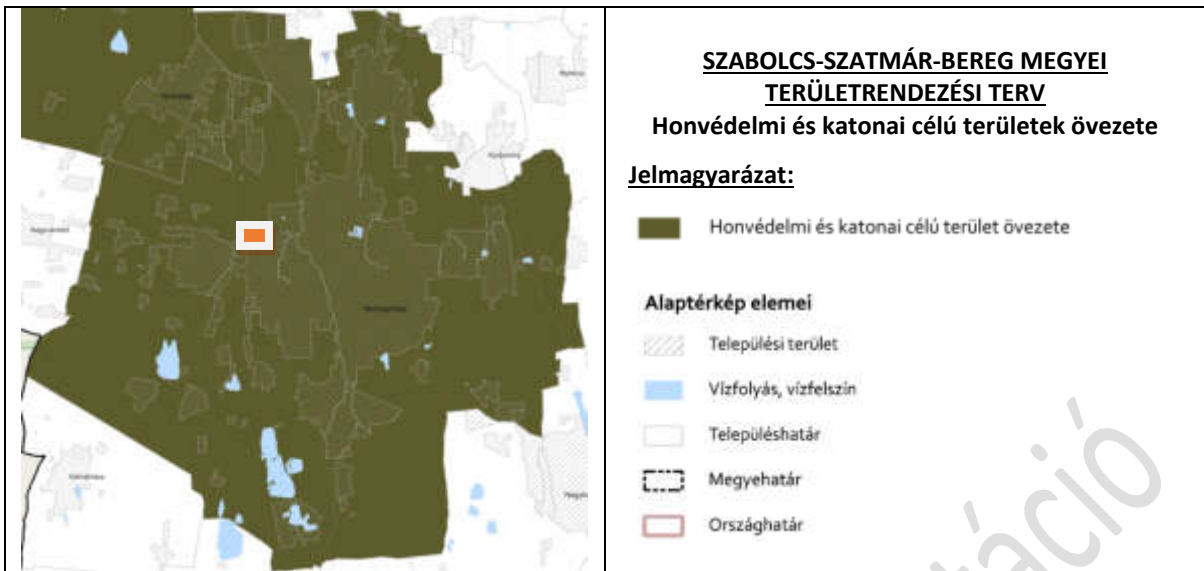 SZABOLCS-SZATMÁR-BEREG MEGYEI
TERÜLETRENDEZÉSI TERV
Honvédelmi és katonai célú területek övezete
Jelmagyarázat:
Honvédelmi és katonai célú terület övezete
Alaptérkép elemei
Települési terület
Vízfolyás, vízfelszín
Településhatár
Megyehatár
Országhatár